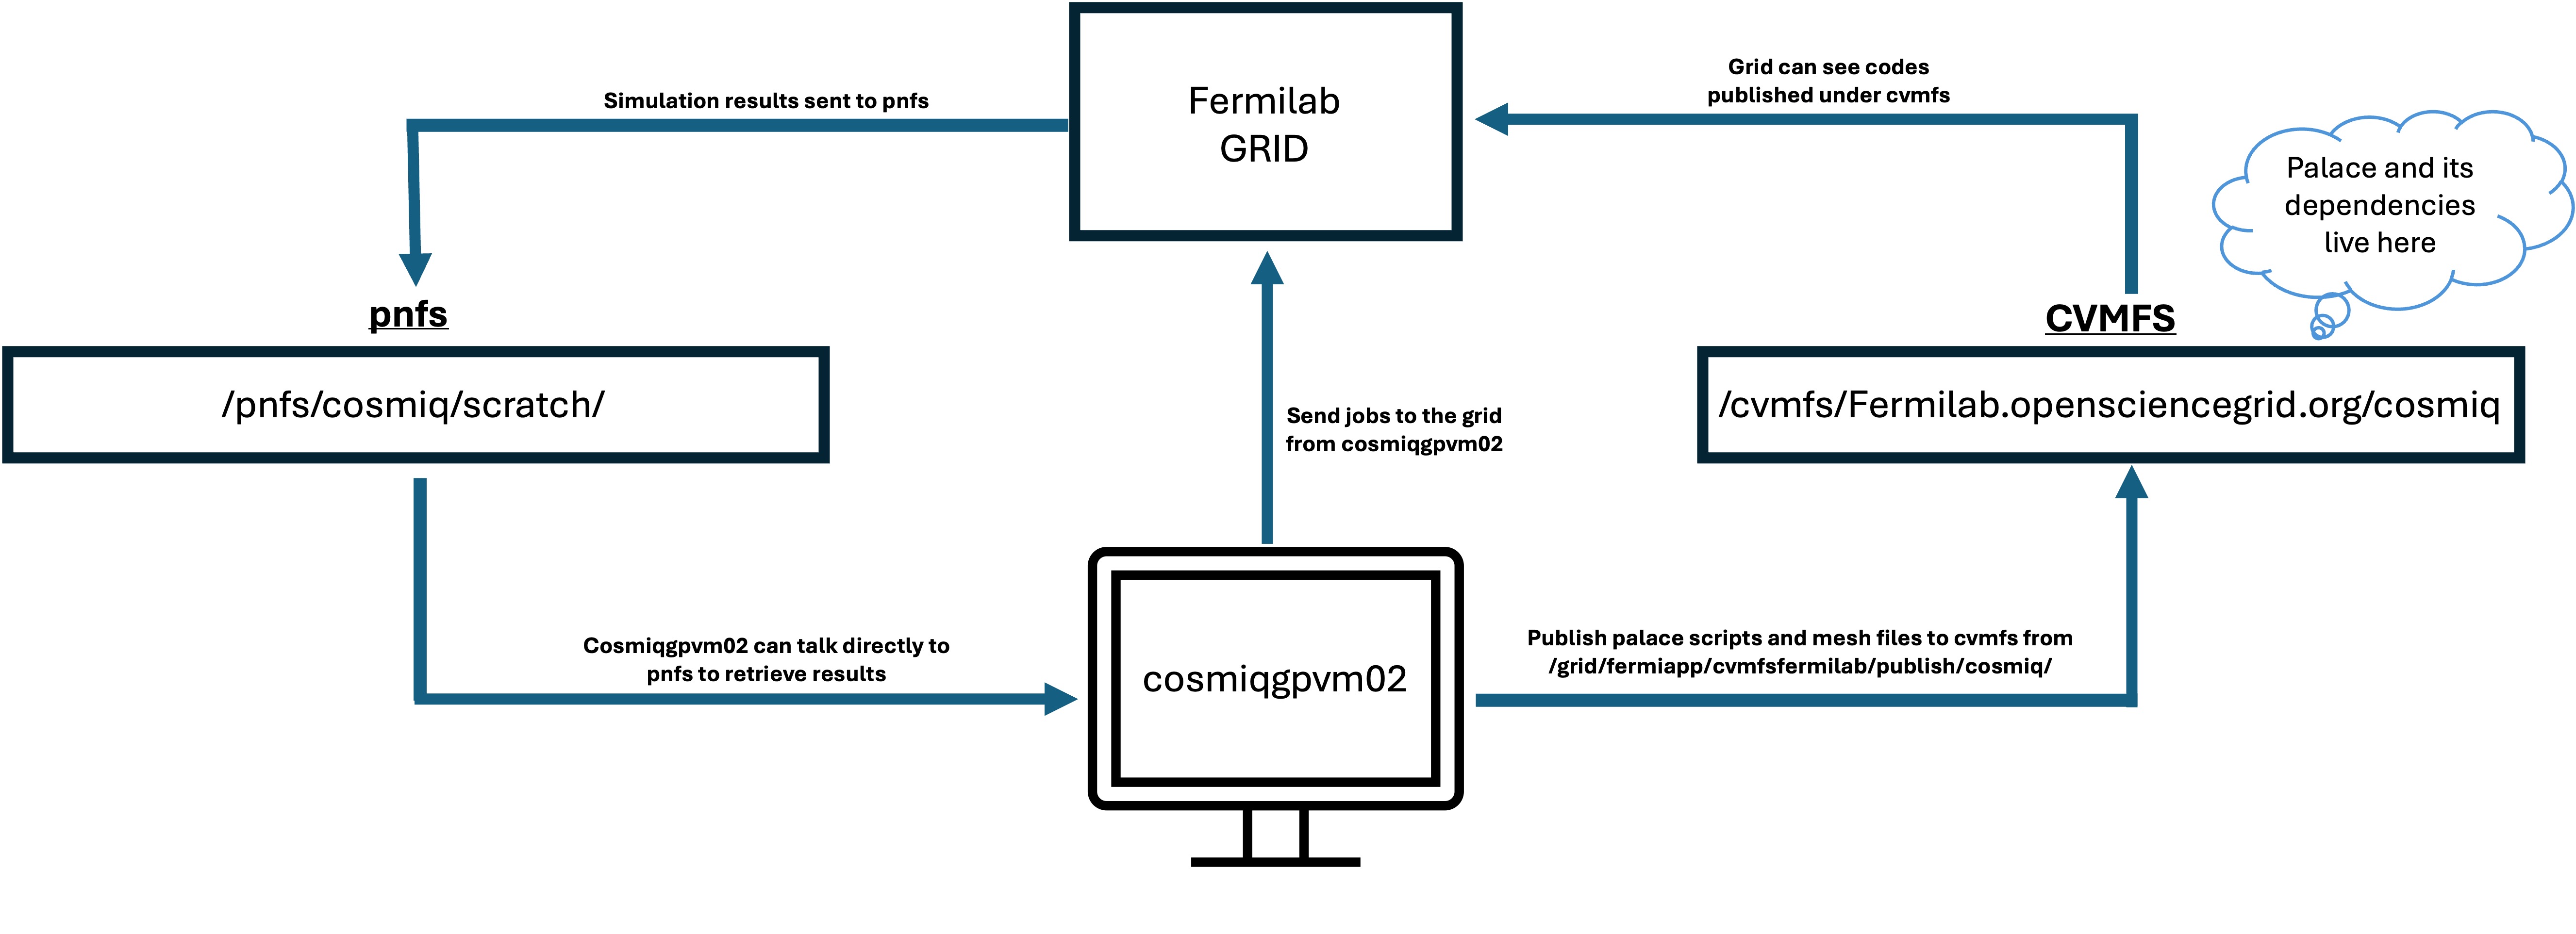 Fermilab
GRID
Simulation results sent to pnfs
Grid can see codes
published under cvmfs
Palace and its
dependencies
live here
pnfs
/pnfs/cosmiq/scratch/
CVMFS
/cvmfs/Fermilab.opensciencegrid.org/cosmiq
Send jobs to the grid
from cosmiqgpvm02
Cosmiqgpvm02 can talk directly to
pnfs to retrieve results
cosmiqgpvm02
Publish palace scripts and mesh files to cvmfs from
/grid/fermiapp/cvmfsfermilab/publish/cosmiq/